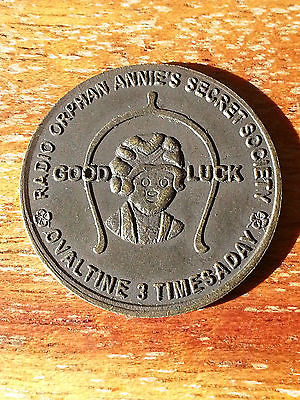 RADIO ORPHAN ANNIE'S SECRET SOCIETY
GOOD LUCK
OVALTINE 3 TIMES A DAY